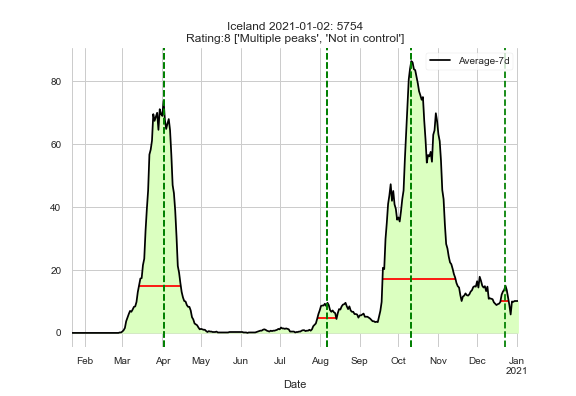 Iceland 2021-01-02: 5754
Rating:8 ['Multiple peaks', 'Not in control']
Average-7d
80
60
40
20
0
Feb Mar Apr May Jun Jul Aug Sep Oct Nov Dec Jan
2021
Date